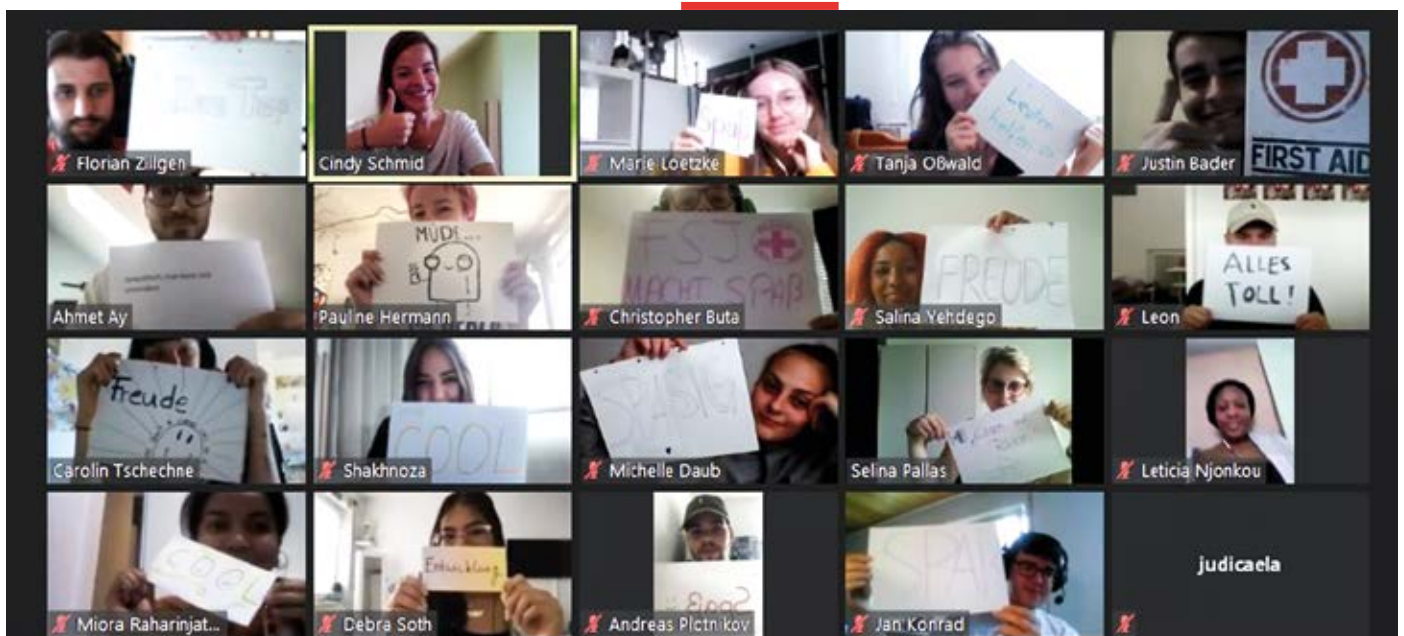 Florian Zillgen
Cindy Schmid
Spaß
Marie Loetzke
Tanja Oßwald
Justin Bader
FIRST AID
Ahmet Ay
MÜDE...
Pauline Hermann
FSJ
MACHT SPAß
Christopher Buta
FREUDE
Salina Yehdego
ALLES
TOLL!
Leon
Freude
Carolin Tschechne
COOL
Shakhnoza
Michelle Daub
Selina Pallas
Leticia Njonkou
COOL
Miora Raharinjat...
Entwicklung
Debra Soth
Andreas Plotnikov
SPAß
Jan Konrad
judicaela